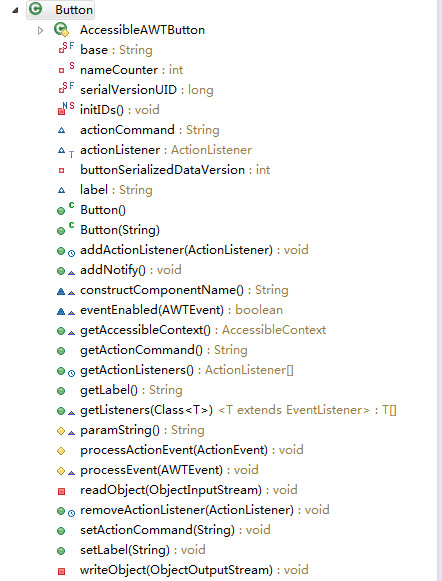 Button
AccessibleAWTButton
base : String
nameCounter : int
serialVersionUID : long
initIDs() : void
actionCommand : String
actionListener : ActionListener
buttonSerializedDataVersion : int
label : String
Button()
Button(String)
addActionListener(ActionListener) : void
addNotify() : void
constructComponentName() : String
eventEnabled(AWTEvent) : boolean
getAccessibleContext() : AccessibleContext
getActionCommand() : String
getActionListeners() : ActionListener[]
getLabel() : String
getListeners(Class<T>) <T extends EventListener> : T[]
paramString() : String
processActionEvent(ActionEvent) : void
processEvent(AWTEvent) : void
readObject(ObjectInputStream) : void
removeActionListener(ActionListener) : void
setActionCommand(String) : void
setLabel(String) : void
writeObject(ObjectOutputStream) : void